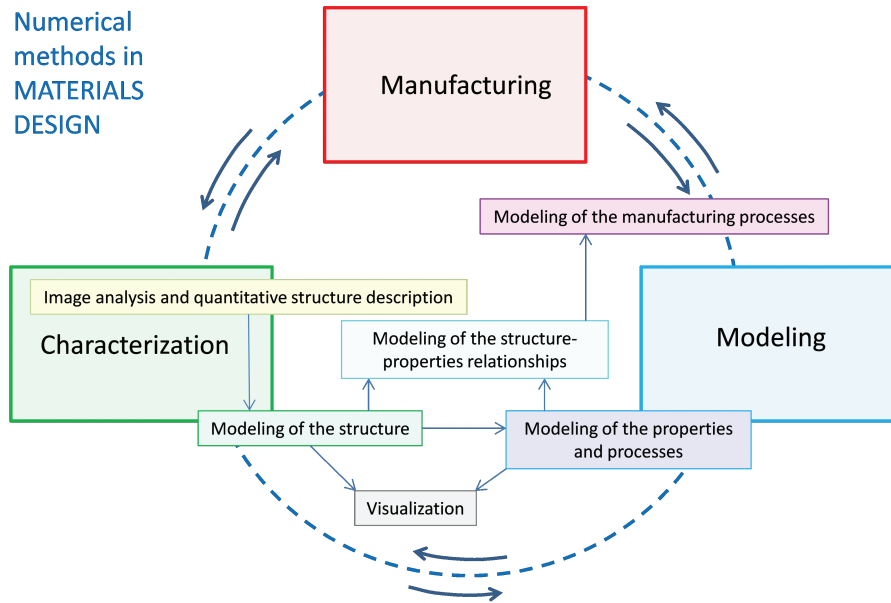 Numerical
methods in
MATERIALS
DESIGN
Manufacturing
Modeling of the manufacturing processes
Image analysis and quantitative structure description
Characterization
Modeling of the structure-
properties relationships
Modeling
Modeling of the structure
Modeling of the properties
and processes
Visualization